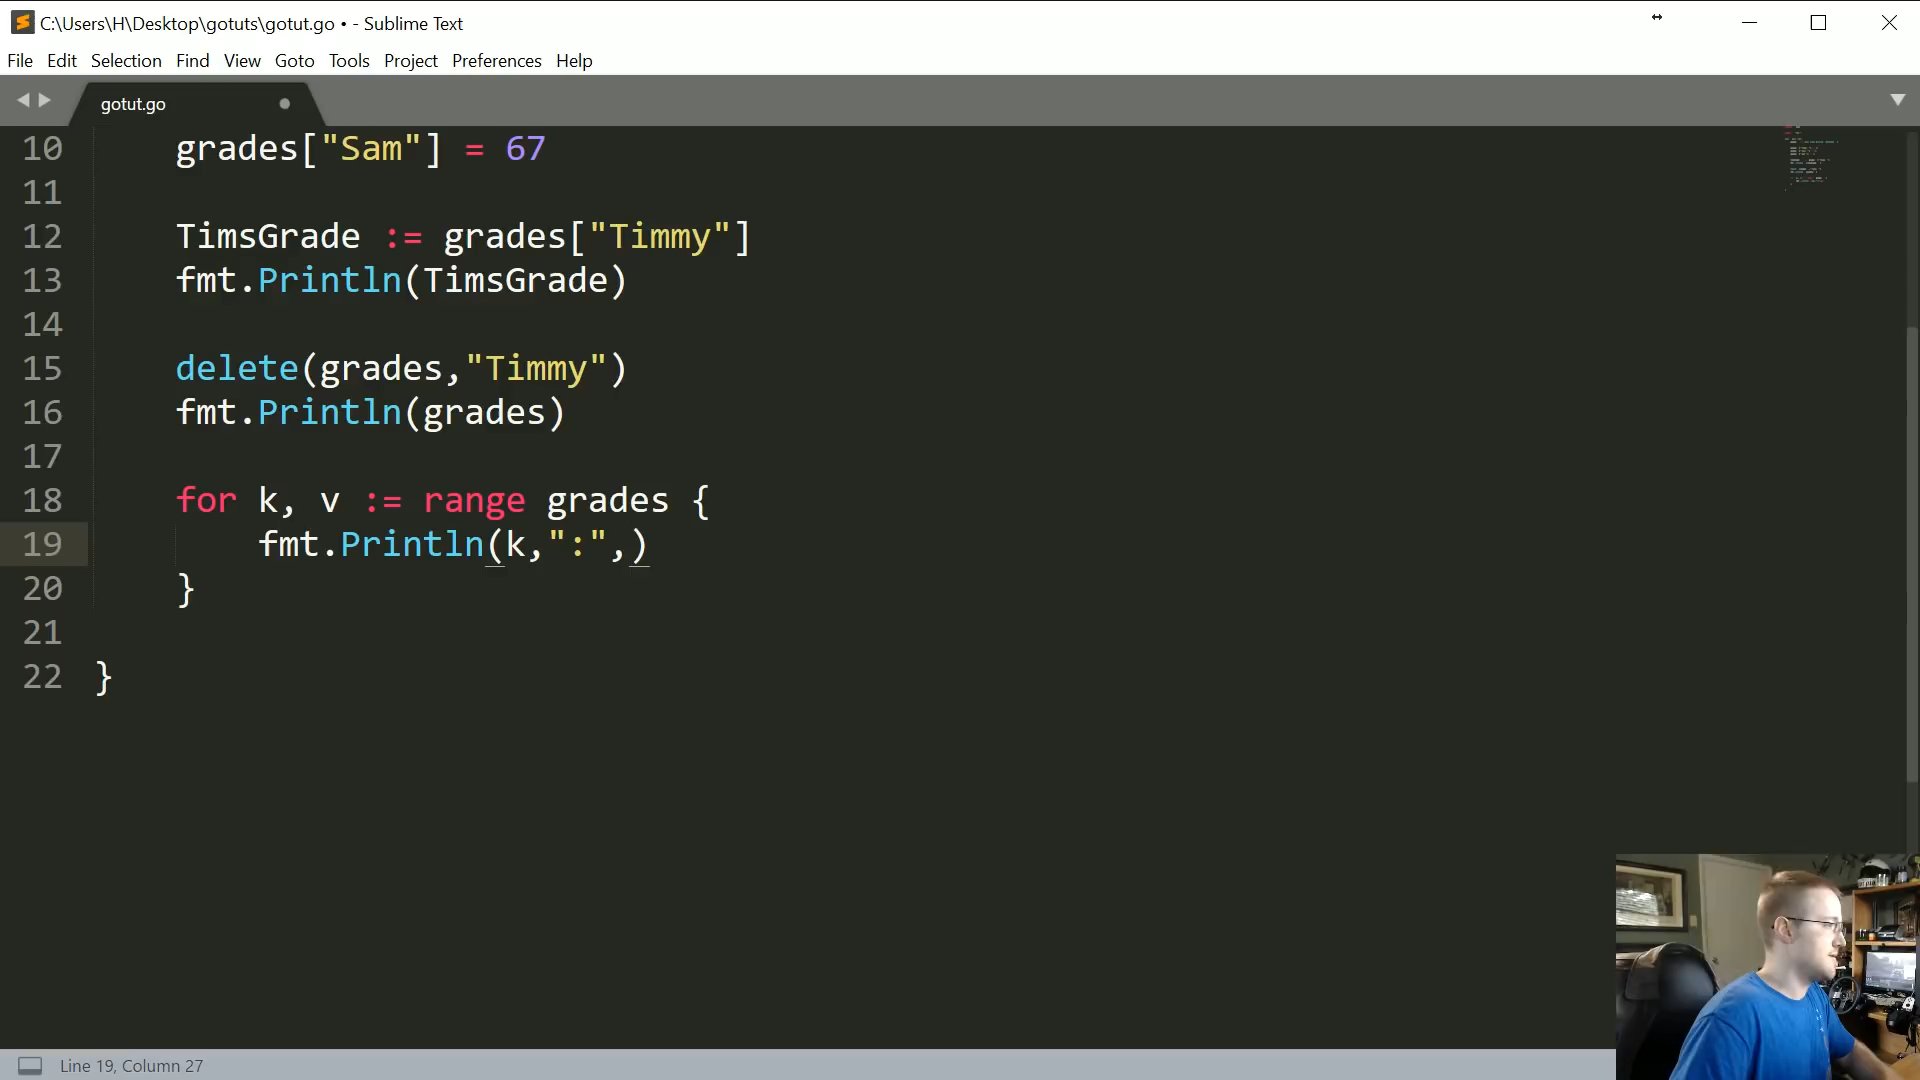 C:\Users\H\Desktop\gotuts\gotut.go • - Sublime Text
File Edit Selection Find View Goto Tools Project Preferences Help
gotut.go
10 grades["Sam"] = 67
11
12 TimsGrade := grades["Timmy"]
13 fmt.Println(TimsGrade)
14
15 delete(grades,"Timmy")
16 fmt.Println(grades)
17
18 for k, v := range grades {
19 fmt.Println(k,":",)
20 }
21
22 }
Line 19, Column 27